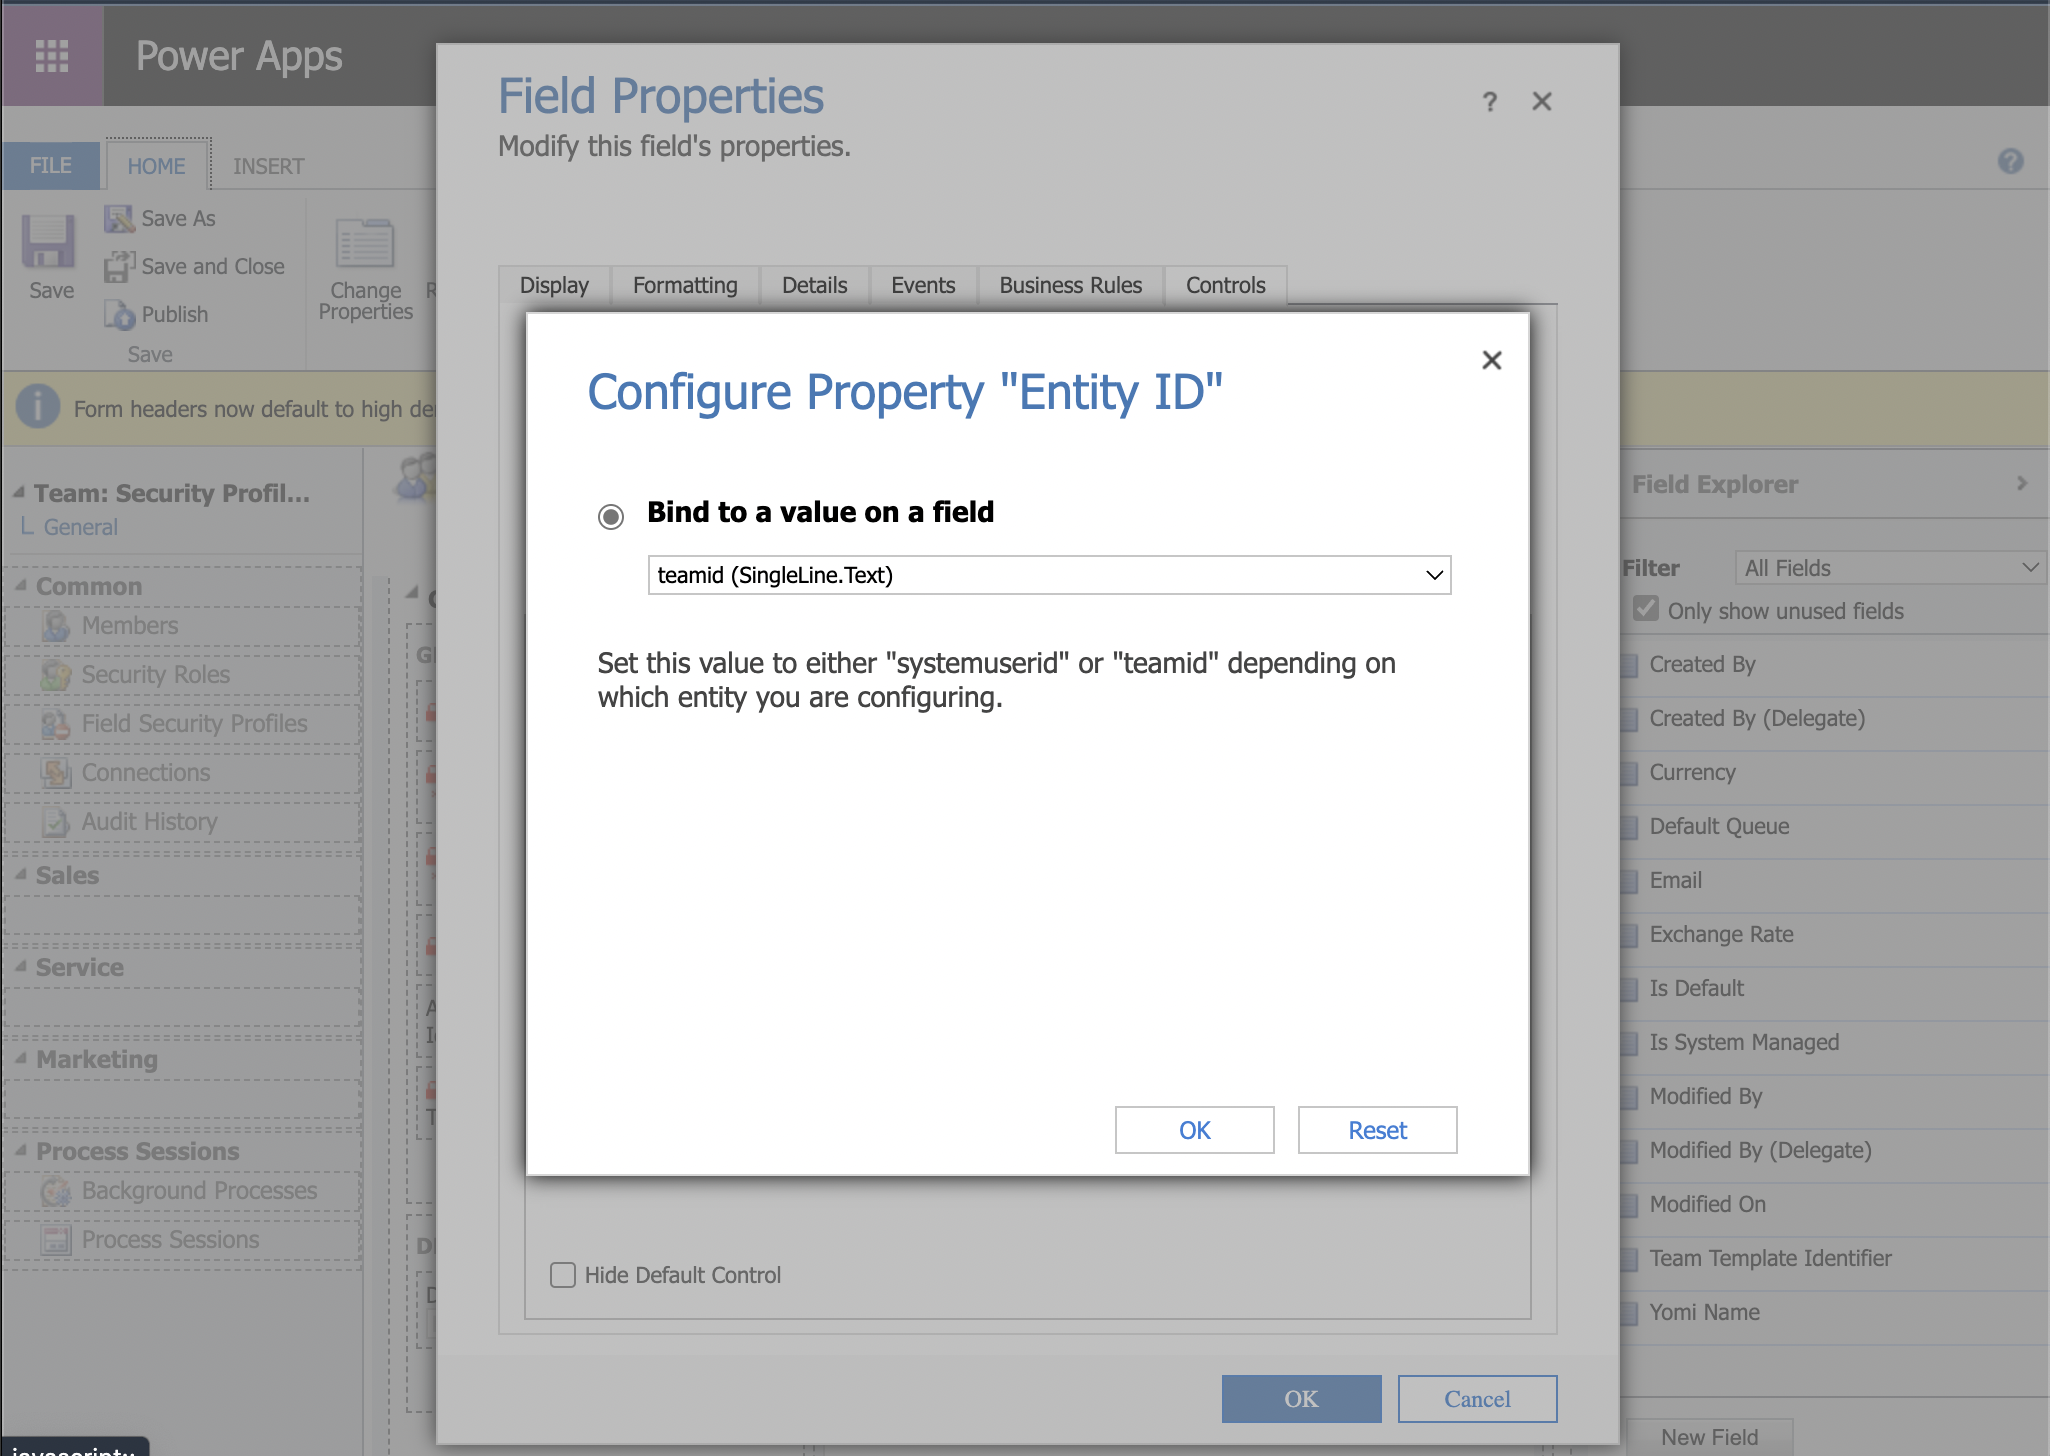 Power Apps
FILE
HOME
INSERT
Save
Save As
Save and Close
Publish
Save
Change
Properties
Form headers now default to high
Team: Security Profil...
General
Common
Members
Security Roles
Field Security Profiles
Connections
Audit History
Sales
Service
Marketing
Process Sessions
Background Processes
Process Sessions
Field Properties
Modify this field's properties.
?
Display
Formatting
Details
Events
Business Rules
Controls
Configure Property "Entity ID"
Bind to a value on a field
teamid (SingleLine.Text)
Set this value to either "systemuserid" or "teamid" depending on
which entity you are configuring.
OK
Reset
Hide Default Control
OK
Cancel
?
Field Explorer
Filter
All Fields
Only show unused fields
Created By
Created By (Delegate)
Currency
Default Queue
Email
Exchange Rate
Is Default
Is System Managed
Modified By
Modified By (Delegate)
Modified On
Team Template Identifier
Yomi Name
New Field